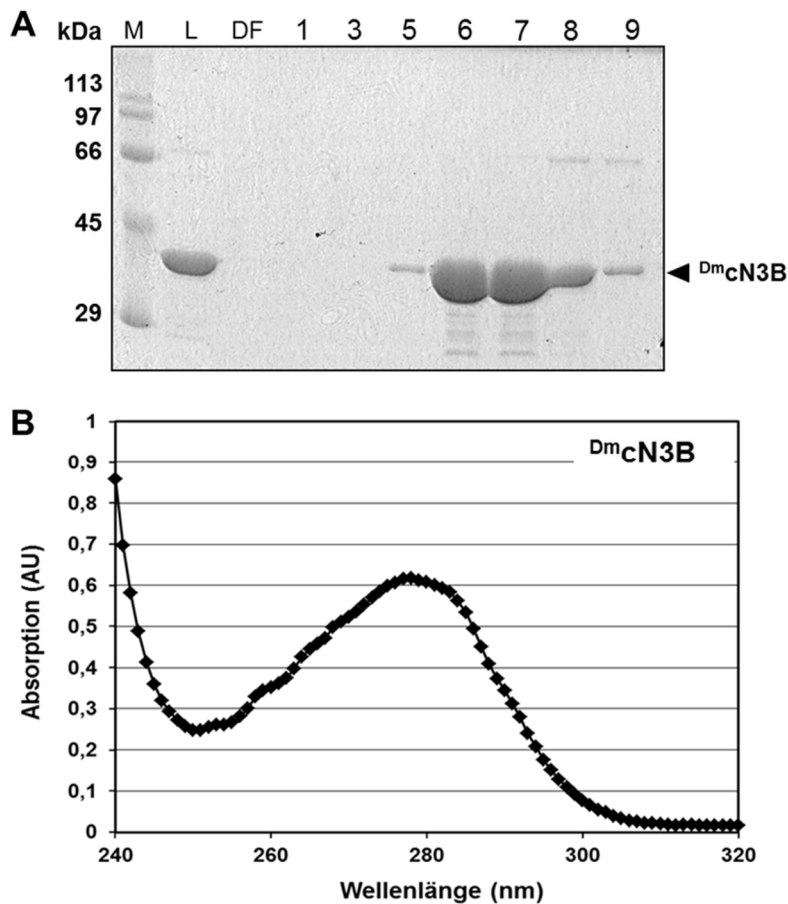 A kDa M L DF 1 3 5 6 7 8 9
113
97
66
45
DmcN3B
29
B
DmcN3B
1
0,9
0,8
0,7
0,6
0,5
0,4
0,3
0,2
0,1
0
Absorption (AU)
240 260 280 300 320
Wellenlänge (nm)